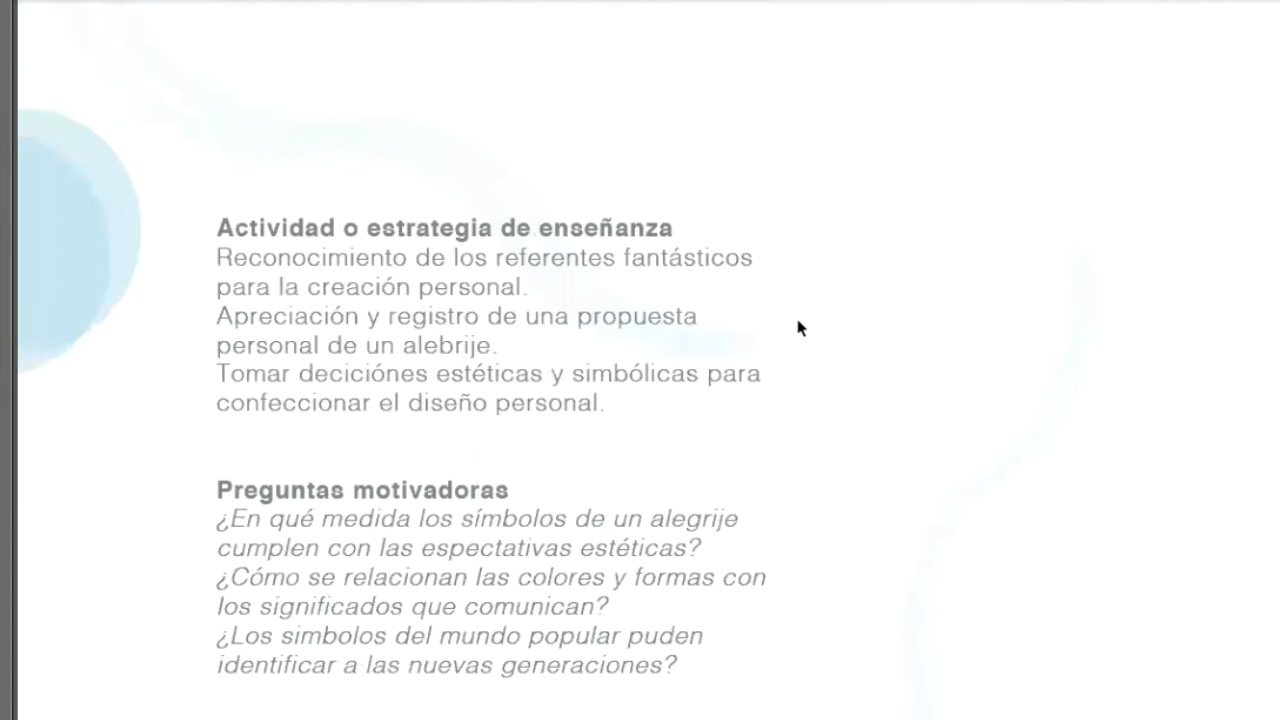 Actividad o estrategia de enseñanza
Reconocimiento de los referentes fantásticos
para la creación personal.
Apreciación y registro de una propuesta
personal de un alebrije.
Tomar deciciónes estéticas y simbólicas para
confeccionar el diseño personal.
Preguntas motivadoras
¿En qué medida los símbolos de un alegrije
cumplen con las espectativas estéticas?
¿Cómo se relacionan las colores y formas con
los significados que comunican?
¿Los simbolos del mundo popular puden
identificar a las nuevas generaciones?